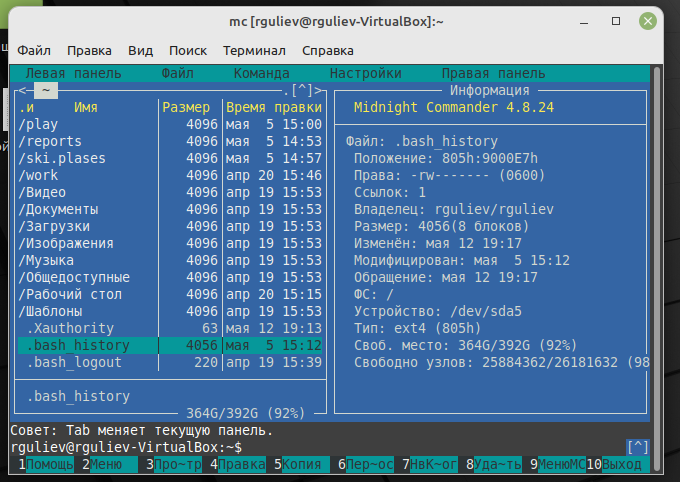 mc [rguliev@rguliev-VirtualBox]:~
Файл Правка Вид Поиск Терминал Справка
Левая панель Файл Команда Настройки Правая панель
<— ~ .[^]> Информация
.и Имя Размер Время правки Midnight Commander 4.8.24
/play 4096 мая 5 15:00
/reports 4096 мая 5 14:53 Файл: .bash_history
/ski.plases 4096 мая 5 14:57 Положение: 805h:9000E7h
/work 4096 апр 20 15:46 Права: -rw------- (0600)
/Видео 4096 апр 19 15:53 Ссылок: 1
/Документы 4096 апр 19 15:53 Владелец: rguliev/rguliev
/Загрузки 4096 апр 19 15:53 Размер: 4056(8 блоков)
/Изображения 4096 апр 19 15:53 Изменён: мая 12 19:17
/Музыка 4096 апр 19 15:53 Модифицирован: мая 5 15:12
/Общедоступные 4096 апр 19 15:53 Обращение: мая 12 19:17
/Рабочий стол 4096 апр 20 15:15 ФС: /
/Шаблоны 4096 апр 19 15:53 Устройство: /dev/sda5
.Xauthority 63 мая 12 19:13 Тип: ext4 (805h)
.bash_history 4056 мая 5 15:12 Своб. место: 364G/392G (92%)
.bash_logout 220 апр 19 15:39 Свободно узлов: 25884362/26181632 (98
.bash_history
364G/392G (92%)
Совет: Tab меняет текущую панель.
rguliev@rguliev-VirtualBox:~$ [^]
1Помощь 2Меню 3Про~тр 4Правка 5Копия 6Пер~ос 7НвК~ог 8Уда~ть 9МенюMC 10Выход